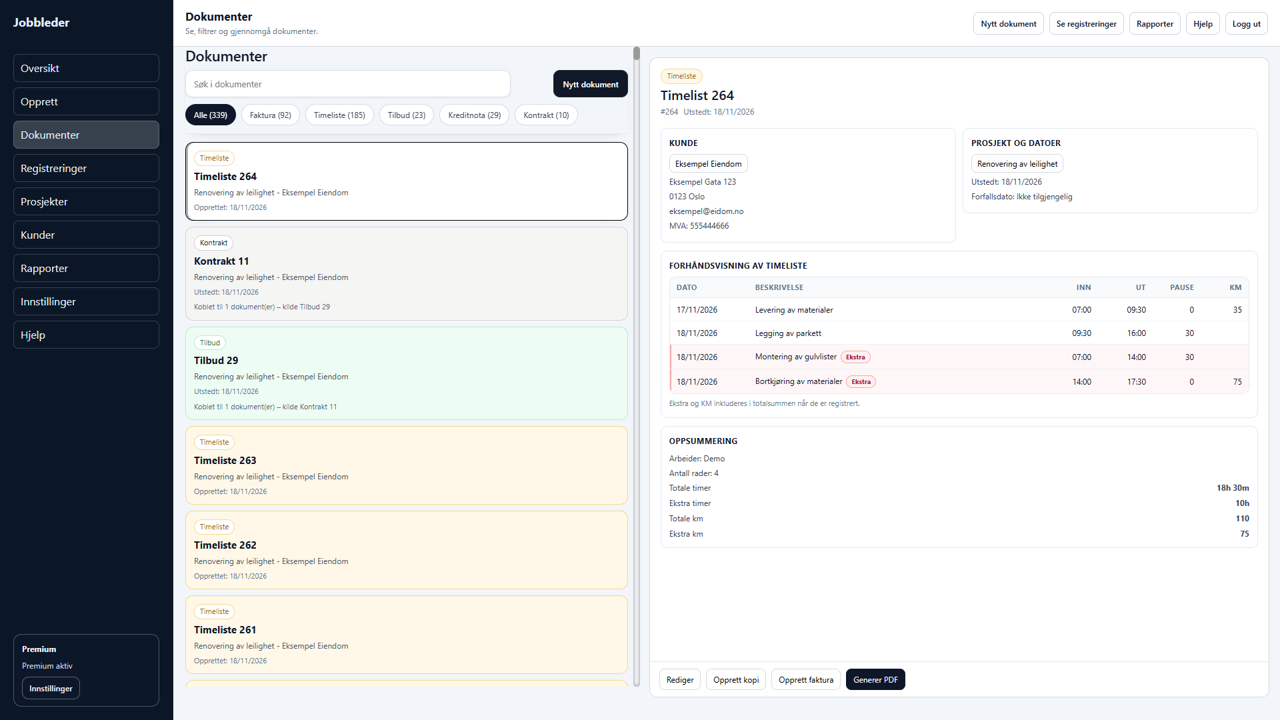 Jobbleder
Oversikt
Opprett
Dokumenter
Registreringer
Prosjekter
Kunder
Rapporter
Innstillinger
Hjelp
Premium
Premium aktiv
Innstillinger
Dokumenter
Se, filtrer og gjennomgå dokumenter.
Nytt dokument Se registreringer Rapporter Hjelp Logg ut
Dokumenter
Søk i dokumenter
Nytt dokument
Alle (339) Faktura (92) Timeliste (185) Tilbud (23) Kreditnota (29) Kontrakt (10)
Timeliste
Timeliste 264
Renovering av leilighet - Eksempel Eiendom
Opprettet: 18/11/2026
Kontrakt
Kontrakt 11
Renovering av leilighet - Eksempel Eiendom
Utstedt: 18/11/2026
Koblet til 1 dokument(er) – kilde Tilbud 29
Tilbud
Tilbud 29
Renovering av leilighet - Eksempel Eiendom
Utstedt: 18/11/2026
Koblet til 1 dokument(er) – kilde Kontrakt 11
Timeliste
Timeliste 263
Renovering av leilighet - Eksempel Eiendom
Opprettet: 18/11/2026
Timeliste
Timeliste 262
Renovering av leilighet - Eksempel Eiendom
Opprettet: 18/11/2026
Timeliste
Timeliste 261
Renovering av leilighet - Eksempel Eiendom
Opprettet: 18/11/2026
Timeliste
Timelist 264
#264 Utstedt: 18/11/2026
KUNDE
Eksempel Eiendom
Eksempel Gata 123
0123 Oslo
eksempel@eidom.no
MVA: 555444666
PROSJEKT OG DATOER
Renovering av leilighet
Utstedt: 18/11/2026
Forfallsdato: Ikke tilgjengelig
FORHÅNDSVISNING AV TIMELISTE
DATO BESKRIVELSE INN UT PAUSE KM
17/11/2026 Levering av materialer 07:00 09:30 0 35
18/11/2026 Legging av parkett 09:30 16:00 30
18/11/2026 Montering av gulvlister Ekstra 07:00 14:00 30
18/11/2026 Bortkjøring av materialer Ekstra 14:00 17:30 0 75
Ekstra og KM inkluderes i totalsummen når de er registrert.
OPPSUMMERING
Arbeider: Demo
Antall rader: 4
Totale timer 18h 30m
Ekstra timer 10h
Totale km 110
Ekstra km 75
Rediger Opprett kopi Opprett faktura Generer PDF